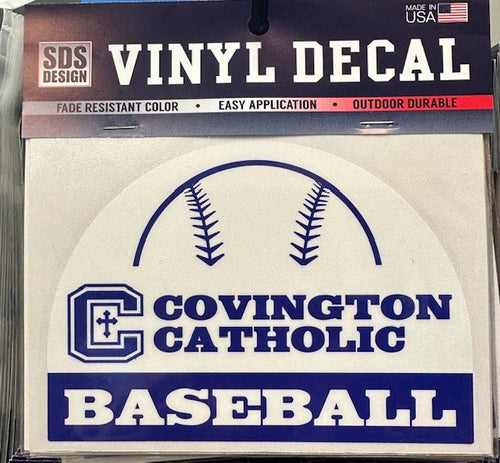 MADE IN
USA
SDS
DESIGN
VINYL DECAL
FADE RESISTANT COLOR • EASY APPLICATION • OUTDOOR DURABLE
C COVINGTON
CATHOLIC
BASEBALL